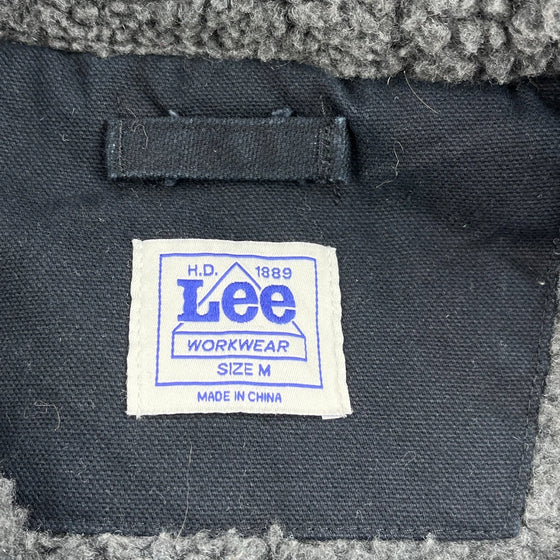 H.D. 1889
Lee
WORKWEAR
SIZE M
MADE IN CHINA